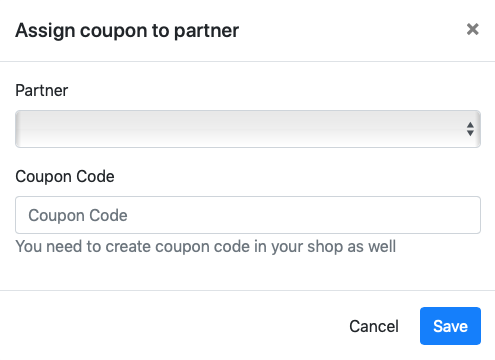 Assign coupon to partner
×
Partner
Coupon Code
Coupon Code
You need to create coupon code in your shop as well
Cancel
Save